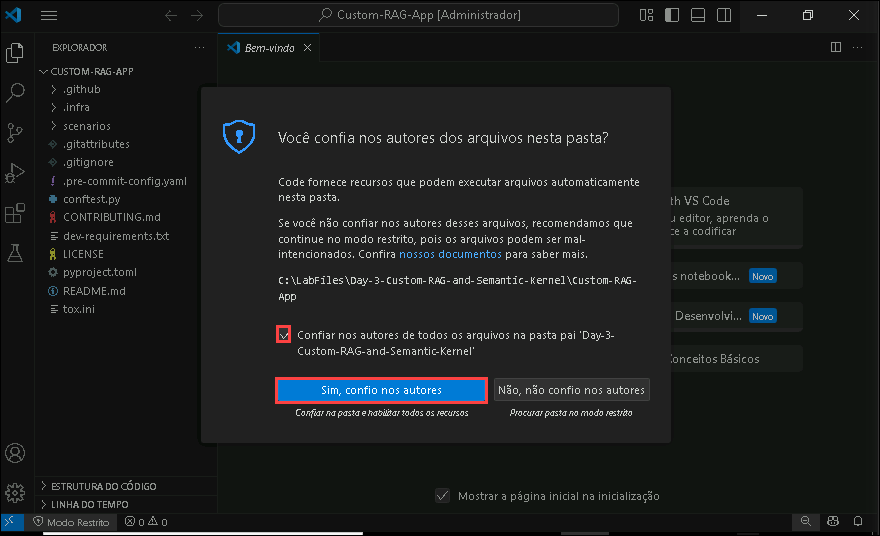 Custom-RAG-App [Administrador]
EXPLORADOR
Bem-vindo
CUSTOM-RAG-APP
.github
.infra
scenarios
.gitattributes
.gitignore
.pre-commit-config.yaml
conftest.py
CONTRIBUTING.md
dev-requirements.txt
LICENSE
pyproject.toml
README.md
tox.ini
Você confia nos autores dos arquivos nesta pasta?
Code fornece recursos que podem executar arquivos automaticamente
nesta pasta.
Se você não confiar nos autores desses arquivos, recomendamos que
continue no modo restrito, pois os arquivos podem ser mal-
intencionados. Confira nossos documentos para saber mais.
C:\LabFiles\Day-3-Custom-RAG-and-Semantic-Kernel\Custom-RAG-
App
Confiar nos autores de todos os arquivos na pasta pai 'Day-3-
Custom-RAG-and-Semantic-Kernel'
Sim, confio nos autores
Não, não confio nos autores
Confiar na pasta e habilitar todos os recursos
Procurar pasta no modo restrito
th VS Code
u editor, aprenda o
ce a codificar
s notebook... Novo
Desenvolvi... Novo
Conceitos Básicos
Mostrar a página inicial na inicialização
ESTRUTURA DO CÓDIGO
LINHA DO TEMPO
Modo Restrito
0
0